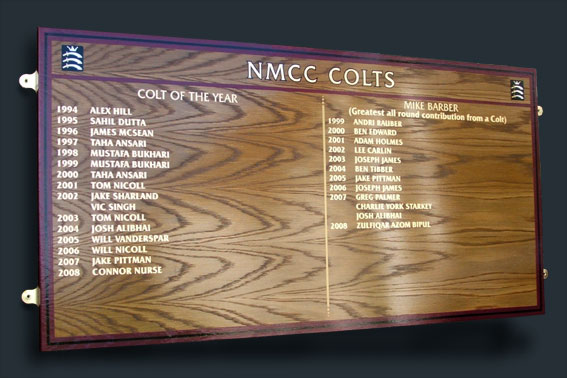 NMCC COLTS
COLT OF THE YEAR
1994 ALEX HILL
1995 SAHIL DUTTA
1996 JAMES MCSEAN
1997 TAHA ANSARI
1998 MUSTAFA BUKHARI
1999 MUSTAFA BUKHARI
2000 TAHA ANSARI
2001 TOM NICOLL
2002 JAKE SHARLAND
VIC SINGH
2003 TOM NICOLL
2004 JOSH ALIBHAI
2005 WILL VANDERSPAR
2006 WILL NICOLL
2007 JAKE PITTMAN
2008 CONNOR NURSE
MIKE BARBER
(Greatest all round contribution from a Colt)
1999 ANDRI BAUBER
2000 BEN EDWARD
2001 ADAM HOLMES
2002 LEE CARLIN
2003 JOSEPH JAMES
2004 BEN TIBBER
2005 JAKE PITTMAN
2006 JOSEPH JAMES
2007 GREG PALMER
CHARLIE YORK STARKEY
JOSH ALIBHAI
2008 ZULFIQAR AZOM BIPUL